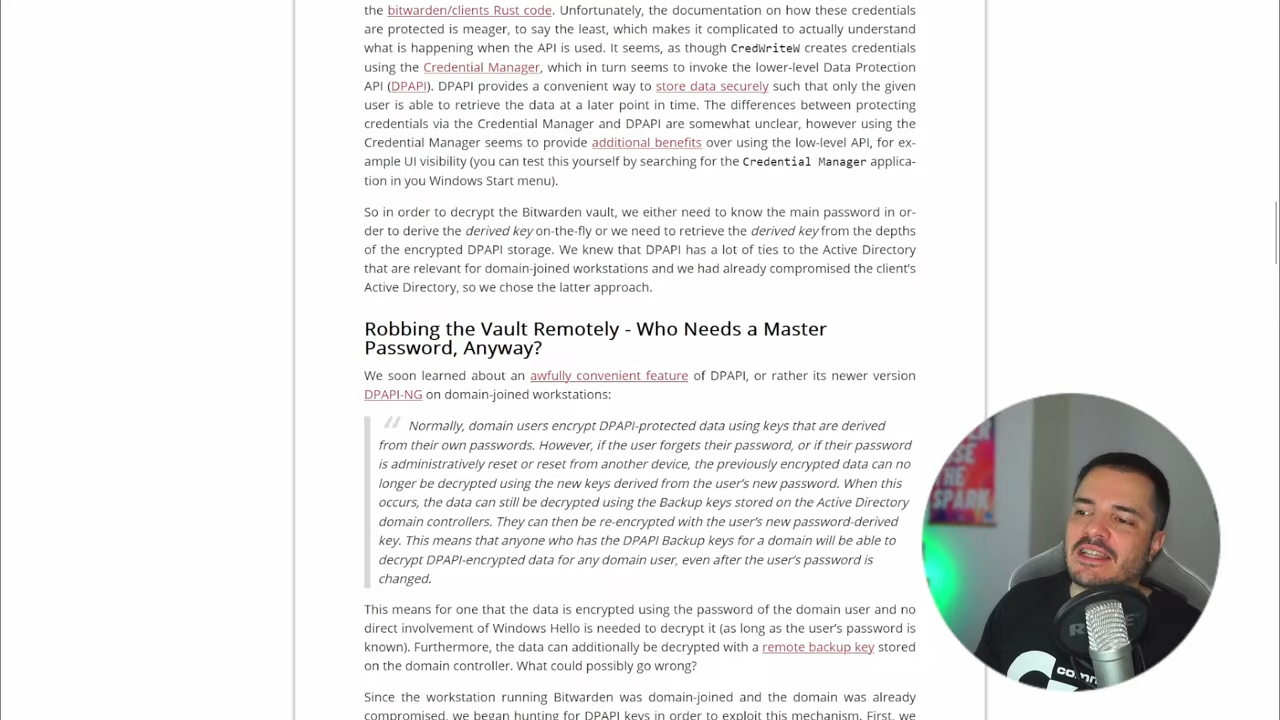 the bitwarden/clients Rust code. Unfortunately, the documentation on how these credentials
are protected is meager, to say the least, which makes it complicated to actually understand
what is happening when the API is used. It seems, as though CredWriteW creates credentials
using the Credential Manager, which in turn seems to invoke the lower-level Data Protection
API (DPAPI). DPAPI provides a convenient way to store data securely such that only the given
user is able to retrieve the data at a later point in time. The differences between protecting
credentials via the Credential Manager and DPAPI are somewhat unclear, however using the
Credential Manager seems to provide additional benefits over using the low-level API, for ex-
ample UI visibility (you can test this yourself by searching for the Credential Manager applica-
tion in you Windows Start menu).
So in order to decrypt the Bitwarden vault, we either need to know the main password in or-
der to derive the derived key on-the-fly or we need to retrieve the derived key from the depths
of the encrypted DPAPI storage. We knew that DPAPI has a lot of ties to the Active Directory
that are relevant for domain-joined workstations and we had already compromised the client's
Active Directory, so we chose the latter approach.
Robbing the Vault Remotely - Who Needs a Master
Password, Anyway?
We soon learned about an awfully convenient feature of DPAPI, or rather its newer version
DPAPI-NG on domain-joined workstations:
“ Normally, domain users encrypt DPAPI-protected data using keys that are derived
from their own passwords. However, if the user forgets their password, or if their password
is administratively reset or reset from another device, the previously encrypted data can no
longer be decrypted using the new keys derived from the user's new password. When this
occurs, the data can still be decrypted using the Backup keys stored on the Active Directory
domain controllers. They can then be re-encrypted with the user's new password-derived
key. This means that anyone who has the DPAPI Backup keys for a domain will be able to
decrypt DPAPI-encrypted data for any domain user, even after the user's password is
changed.
This means for one that the data is encrypted using the password of the domain user and no
direct involvement of Windows Hello is needed to decrypt it (as long as the user's password is
known). Furthermore, the data can additionally be decrypted with a remote backup key stored
on the domain controller. What could possibly go wrong?
Since the workstation running Bitwarden was domain-joined and the domain was already
compromised, we began hunting for DPAPI keys in order to exploit this mechanism. First, we
THE
SPARK